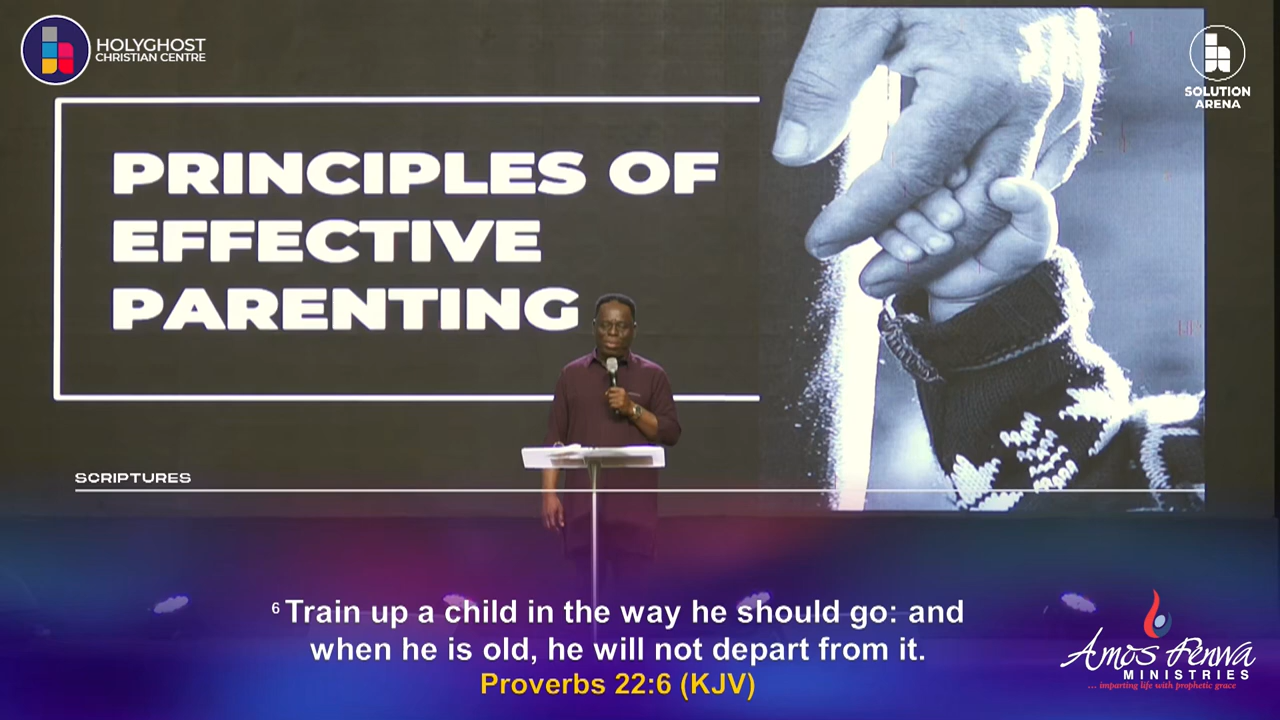 HOLYGHOST
CHRISTIAN CENTRE
SOLUTION
ARENA
PRINCIPLES OF
EFFECTIVE
PARENTING
SCRIPTURES
6 Train up a child in the way he should go: and
when he is old, he will not depart from it.
Proverbs 22:6 (KJV)
Amos Fenwa
MINISTRIES
... imparting life with prophetic grace